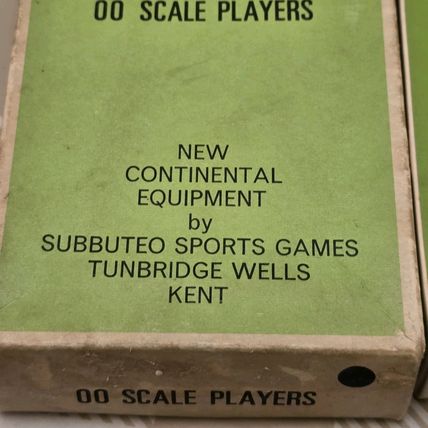 00 SCALE PLAYERS
NEW
CONTINENTAL
EQUIPMENT
by
SUBBUTEO SPORTS GAMES
TUNBRIDGE WELLS
KENT
00 SCALE PLAYERS